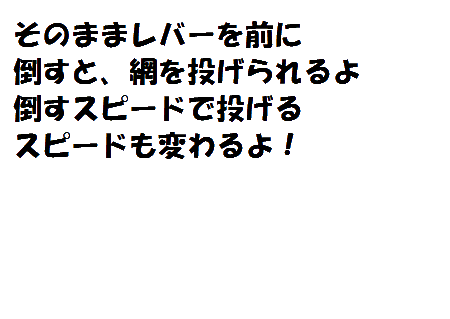 そのままレバーを前に
倒すと、網を投げられるよ
倒すスピードで投げる
スピードも変わるよ！